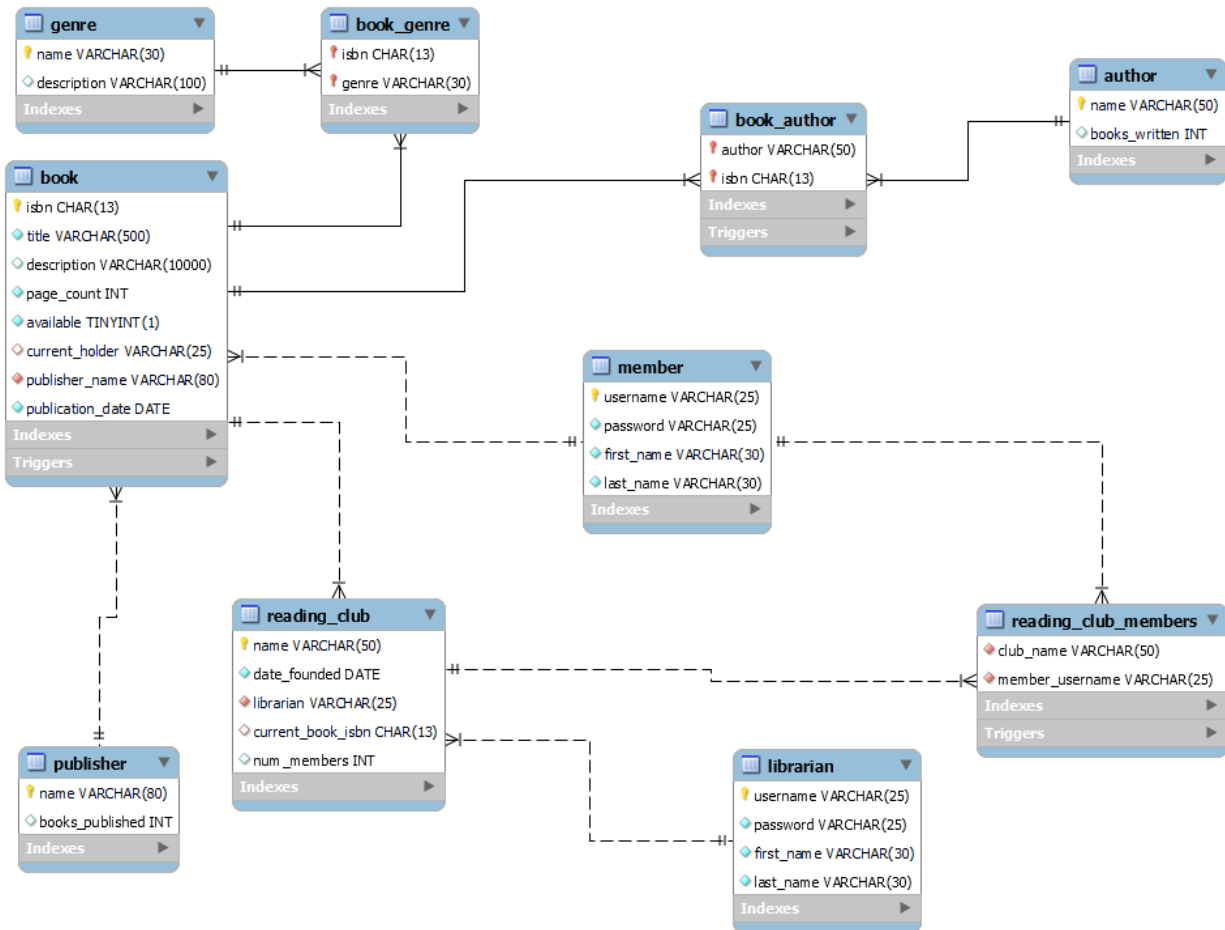 genre
name VARCHAR(30)
description VARCHAR(100)
Indexes
book_genre
isbn CHAR(13)
genre VARCHAR(30)
Indexes
author
name VARCHAR(50)
books_written INT
Indexes
book_author
author VARCHAR(50)
isbn CHAR(13)
Indexes
Triggers
book
isbn CHAR(13)
title VARCHAR(500)
description VARCHAR(10000)
page_count INT
available TINYINT(1)
current_holder VARCHAR(25)
publisher_name VARCHAR(80)
publication_date DATE
Indexes
Triggers
member
username VARCHAR(25)
password VARCHAR(25)
first_name VARCHAR(30)
last_name VARCHAR(30)
Indexes
reading_club
name VARCHAR(50)
date_founded DATE
librarian VARCHAR(25)
current_book_isbn CHAR(13)
num_members INT
Indexes
reading_club_members
club_name VARCHAR(50)
member_username VARCHAR(25)
Indexes
Triggers
publisher
name VARCHAR(80)
books_published INT
Indexes
librarian
username VARCHAR(25)
password VARCHAR(25)
first_name VARCHAR(30)
last_name VARCHAR(30)
Indexes